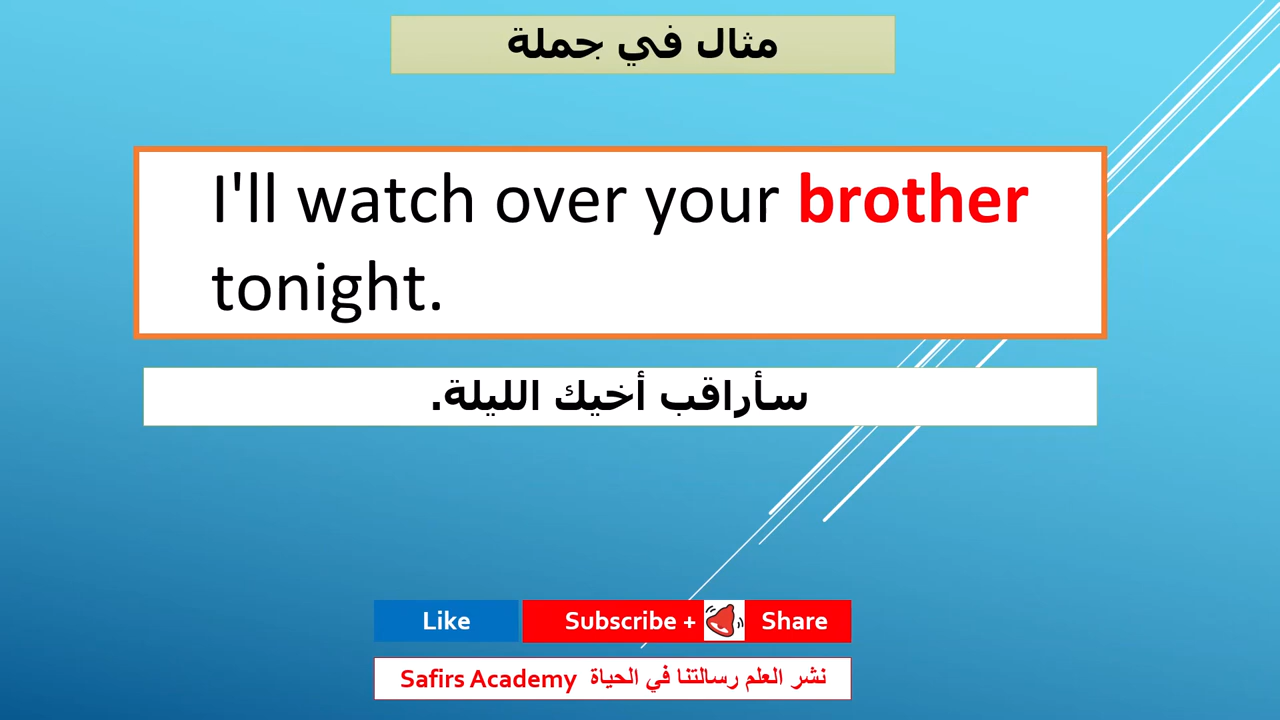 مثال في جملة
I'll watch over your brother
tonight.
سأراقب أخيك الليلة.
Like Subscribe + Share
Safirs Academy نشر العلم رسالتنا في الحياة